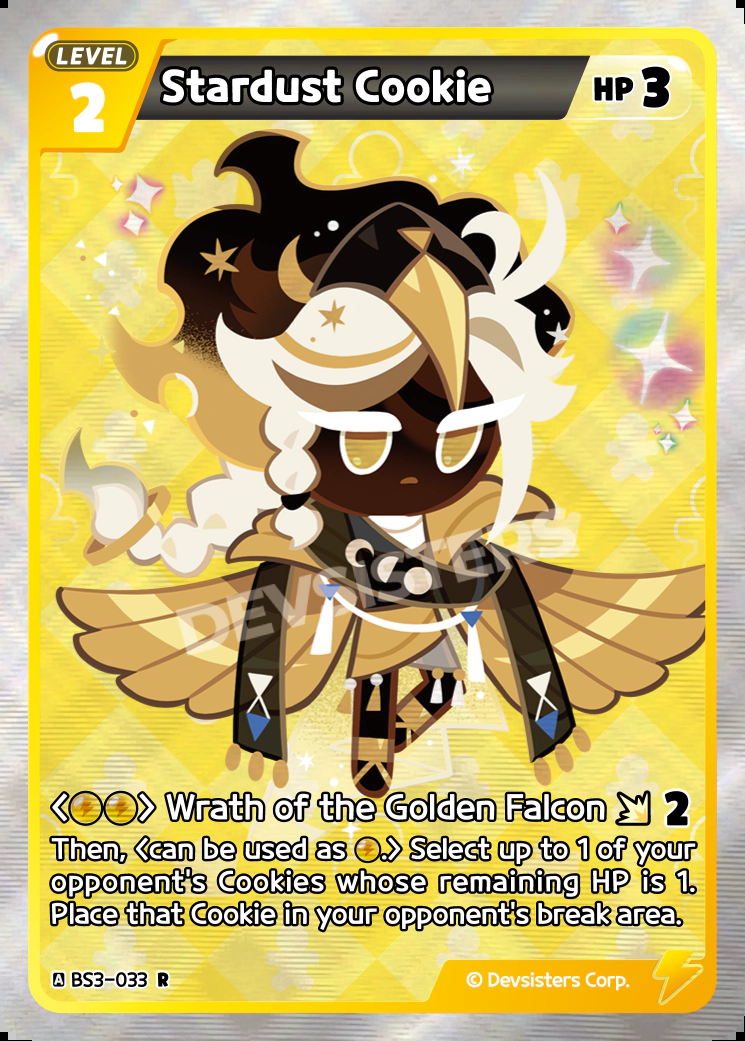 LEVEL
2
Stardust Cookie
HP 3
DEVSISTERS
< > Wrath of the Golden Falcon 2
Then, <can be used as .> Select up to 1 of your
opponent's Cookies whose remaining HP is 1.
Place that Cookie in your opponent's break area.
A BS3-033 R
© Devsisters Corp.